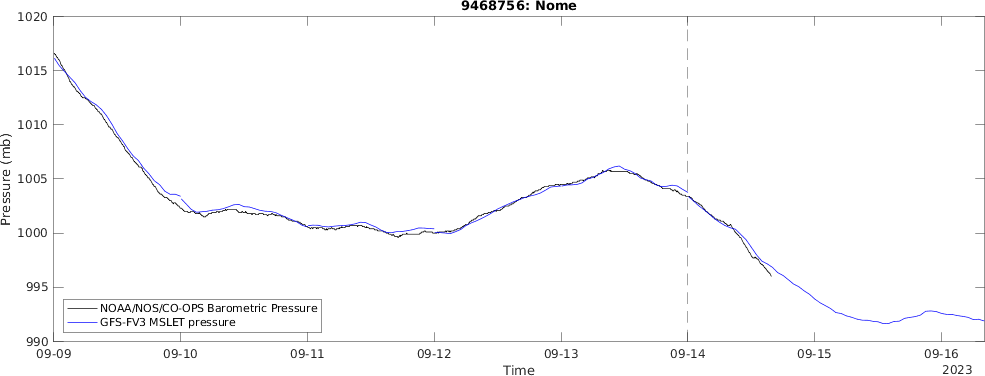 9468756: Nome
1020
1015
1010
1005
1000
995
990
Pressure (mb)
NOAA/NOS/CO-OPS Barometric Pressure
GFS-FV3 MSLET pressure
09-09 09-10 09-11 09-12 09-13 09-14 09-15 09-16
Time
2023